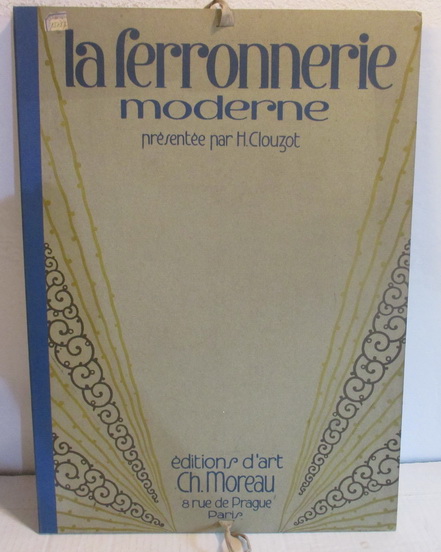 la ferronnerie
moderne
présentée par H. Clouzot
éditions d'art
Ch. Moreau
8 rue de Prague
Paris